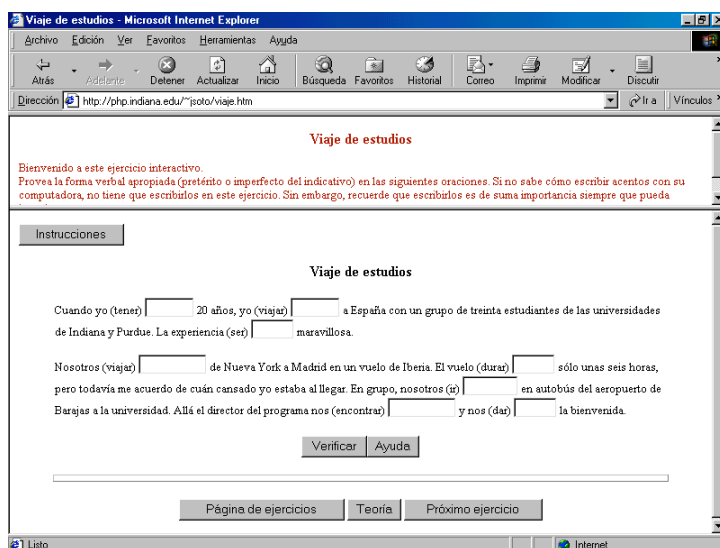 Viaje de estudios - Microsoft Internet Explorer
Archivo Edición Ver Favoritos Herramientas Ayuda
Atrás Adelante Detener Actualizar Inicio Búsqueda Favoritos Historial Correo Imprimir Modificar Discutir
Dirección http://php.indiana.edu/~jsoto/viaje.htm Ir a Vínculos
Viaje de estudios
Bienvenido a este ejercicio interactivo.
Provea la forma verbal apropiada (pretérito o imperfecto del indicativo) en las siguientes oraciones. Si no sabe cómo escribir acentos con su
computadora, no tiene que escribirlos en este ejercicio. Sin embargo, recuerde que escribirlos es de suma importancia siempre que pueda
Instrucciones
Viaje de estudios
Cuando yo (tener) 20 años, yo (viajar) a España con un grupo de treinta estudiantes de las universidades
de Indiana y Purdue. La experiencia (ser) maravillosa.
Nosotros (viajar) de Nueva York a Madrid en un vuelo de Iberia. El vuelo (durar) sólo unas seis horas,
pero todavía me acuerdo de cuán cansado yo estaba al llegar. En grupo, nosotros (ir) en autobús del aeropuerto de
Barajas a la universidad. Allá el director del programa nos (encontrar) y nos (dar) la bienvenida.
Verificar Ayuda
Página de ejercicios Teoría Próximo ejercicio
Listo Internet